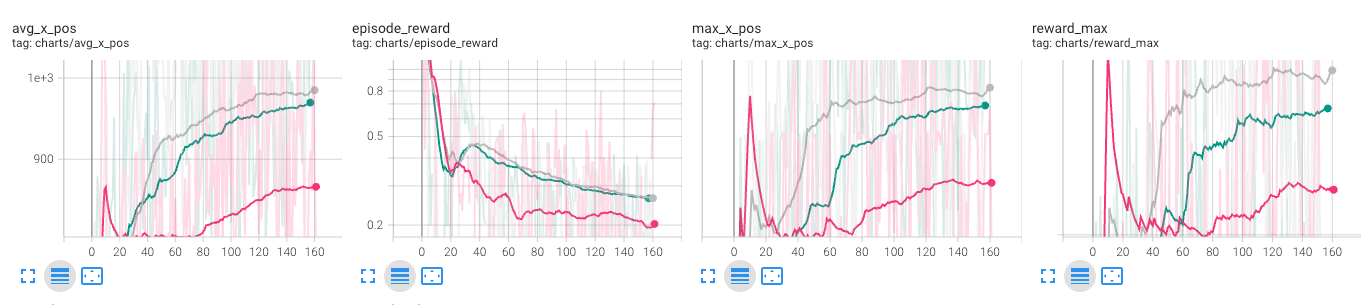 avg_x_pos
tag: charts/avg_x_pos
1e+3
900
0 20 40 60 80 100 120 140 160
episode_reward
tag: charts/episode_reward
0.8
0.5
0.2
0 20 40 60 80 100 120 140 160
max_x_pos
tag: charts/max_x_pos
0 20 40 60 80 100 120 140 160
reward_max
tag: charts/reward_max
0 20 40 60 80 100 120 140 160